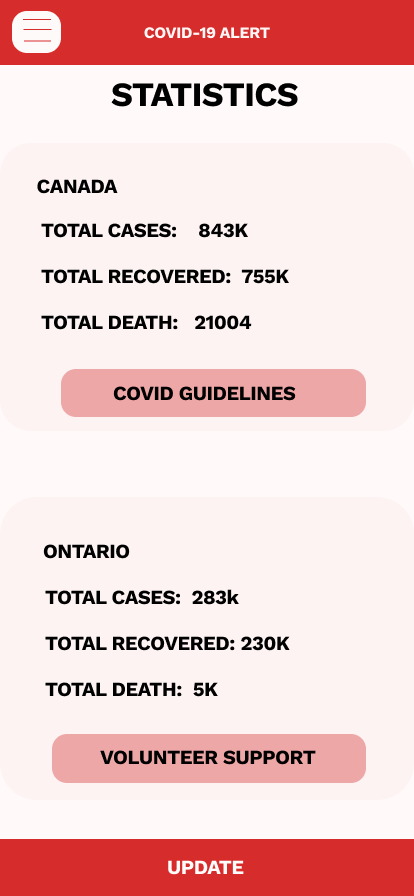 COVID-19 ALERT
STATISTICS
CANADA
TOTAL CASES: 843K
TOTAL RECOVERED: 755K
TOTAL DEATH: 21004
COVID GUIDELINES
ONTARIO
TOTAL CASES: 283k
TOTAL RECOVERED: 230K
TOTAL DEATH: 5K
VOLUNTEER SUPPORT
UPDATE